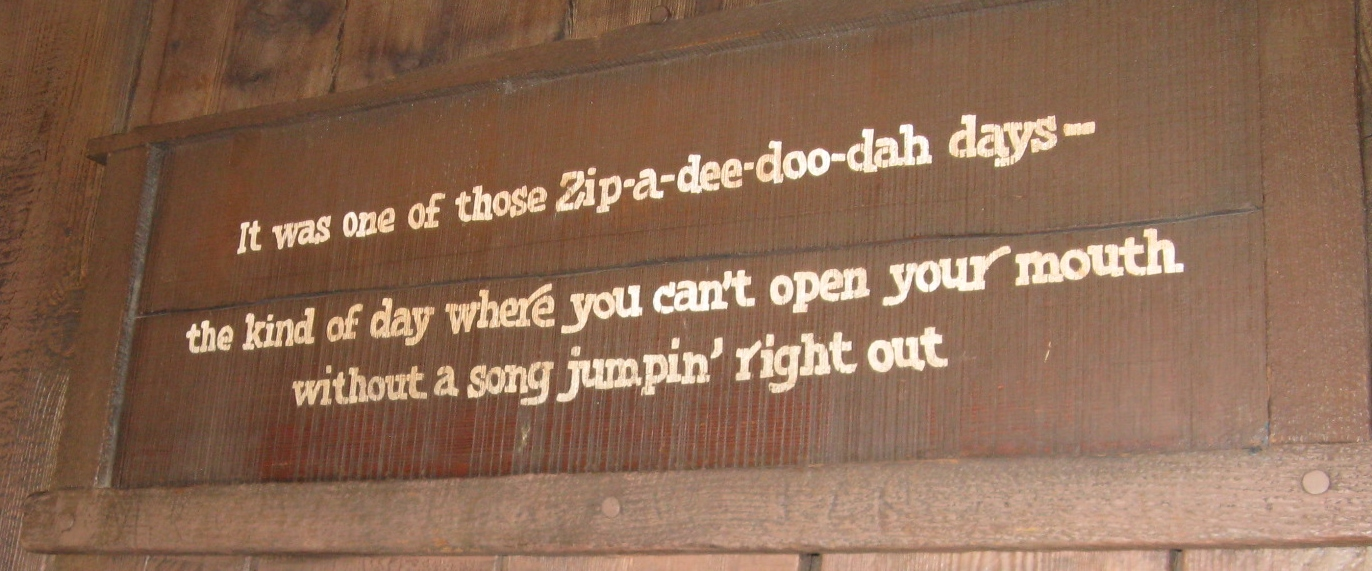 It was one of those Zip-a-dee-doo-dah days—
the kind of day where you can't open your mouth
without a song jumpin' right out